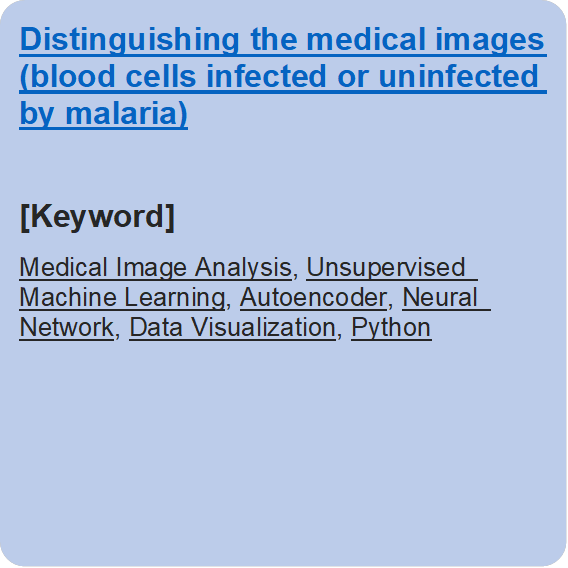 Distinguishing the medical images
(blood cells infected or uninfected
by malaria)
[Keyword]
Medical Image Analysis, Unsupervised
Machine Learning, Autoencoder, Neural
Network, Data Visualization, Python